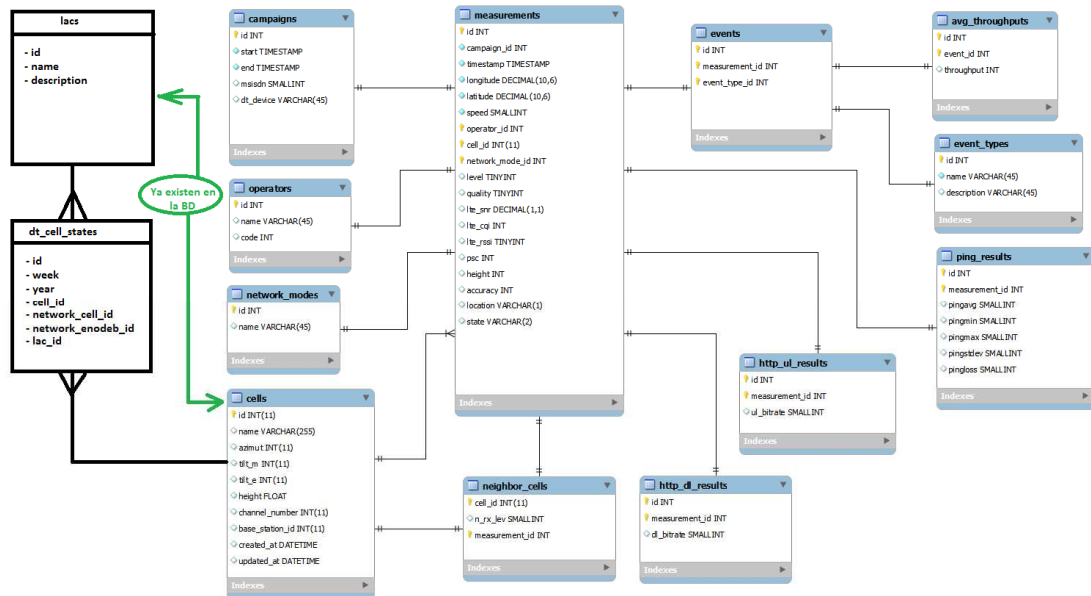 lacs
- id
- name
- description
Ya existen en
la BD
dt_cell_states
- id
- week
- year
- cell_id
- network_cell_id
- network_enodeb_id
- lac_id
campaigns
id INT
start TIMESTAMP
end TIMESTAMP
msisdn SMALLINT
dt_device VARCHAR(45)
Indexes
operators
id INT
name VARCHAR(45)
code INT
Indexes
network_modes
id INT
name VARCHAR(45)
Indexes
cells
id INT(11)
name VARCHAR(255)
azimut INT(11)
tilt_m INT(11)
tilt_e INT(11)
height FLOAT
channel_number INT(11)
base_station_id INT(11)
created_at DATETIME
updated_at DATETIME
Indexes
measurements
id INT
campaign_id INT
timestamp TIMESTAMP
longitude DECIMAL(10,6)
latitude DECIMAL(10,6)
speed SMALLINT
operator_id INT
cell_id INT(11)
network_mode_id INT
level TINYINT
quality TINYINT
lte_snr DECIMAL(1,1)
lte_cqi INT
lte_rssi TINYINT
psc INT
height INT
accuracy INT
location VARCHAR(1)
state VARCHAR(2)
Indexes
neighbor_cells
cell_id INT(11)
n_rx_lev SMALLINT
measurement_id INT
Indexes
events
id INT
measurement_id INT
event_type_id INT
Indexes
http_ul_results
id INT
measurement_id INT
ul_bitrate SMALLINT
Indexes
http_dl_results
id INT
measurement_id INT
dl_bitrate SMALLINT
Indexes
avg_throughputs
id INT
event_id INT
throughput INT
Indexes
event_types
id INT
name VARCHAR(45)
description VARCHAR(45)
Indexes
ping_results
id INT
measurement_id INT
pingavg SMALLINT
pingmin SMALLINT
pingmax SMALLINT
pingstdev SMALLINT
pingloss SMALLINT
Indexes